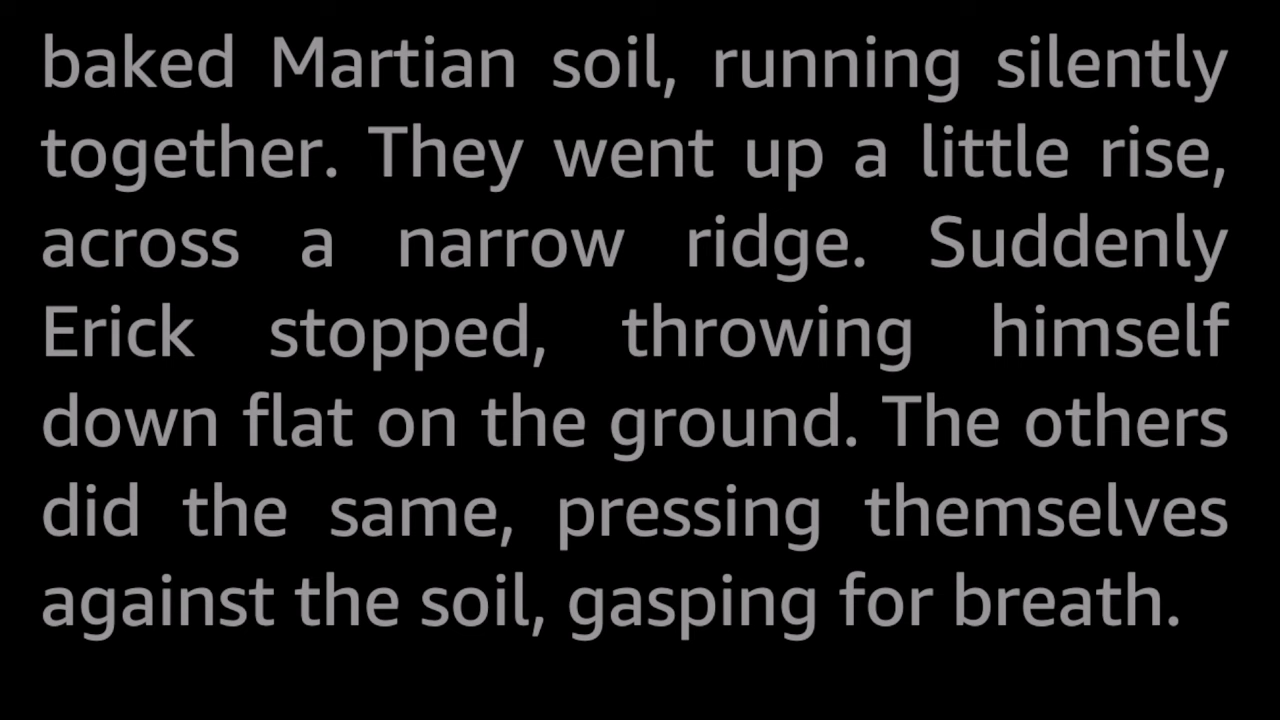 baked Martian soil, running silently
together. They went up a little rise,
across a narrow ridge. Suddenly
Erick stopped, throwing himself
down flat on the ground. The others
did the same, pressing themselves
against the soil, gasping for breath.